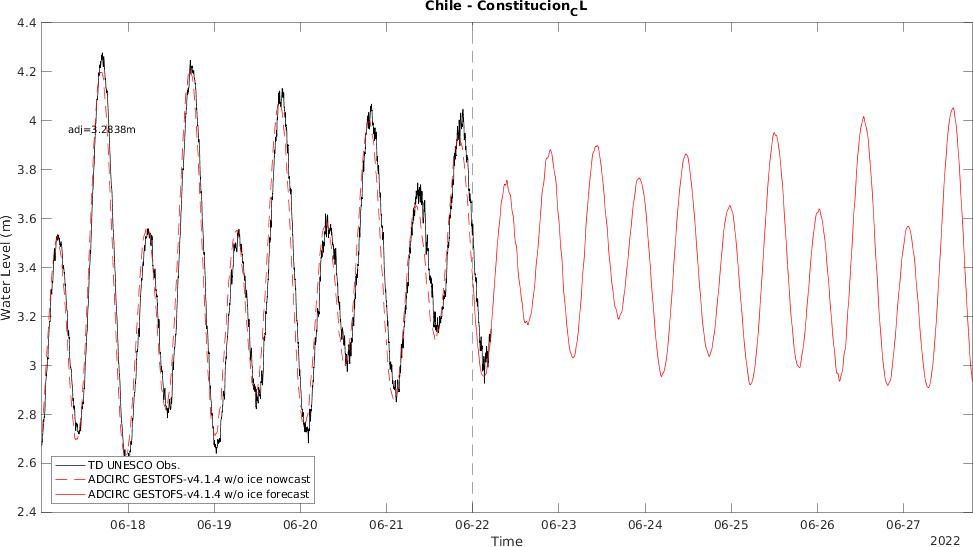 Chile - Constitucion_CL
4.4
4.2
4
3.8
3.6
3.4
3.2
3
2.8
2.6
2.4
Water Level (m)
adj=3.2838m
TD UNESCO Obs.
ADCIRC GESTOFS-v4.1.4 w/o ice nowcast
ADCIRC GESTOFS-v4.1.4 w/o ice forecast
06-18 06-19 06-20 06-21 06-22 06-23 06-24 06-25 06-26 06-27
Time
2022